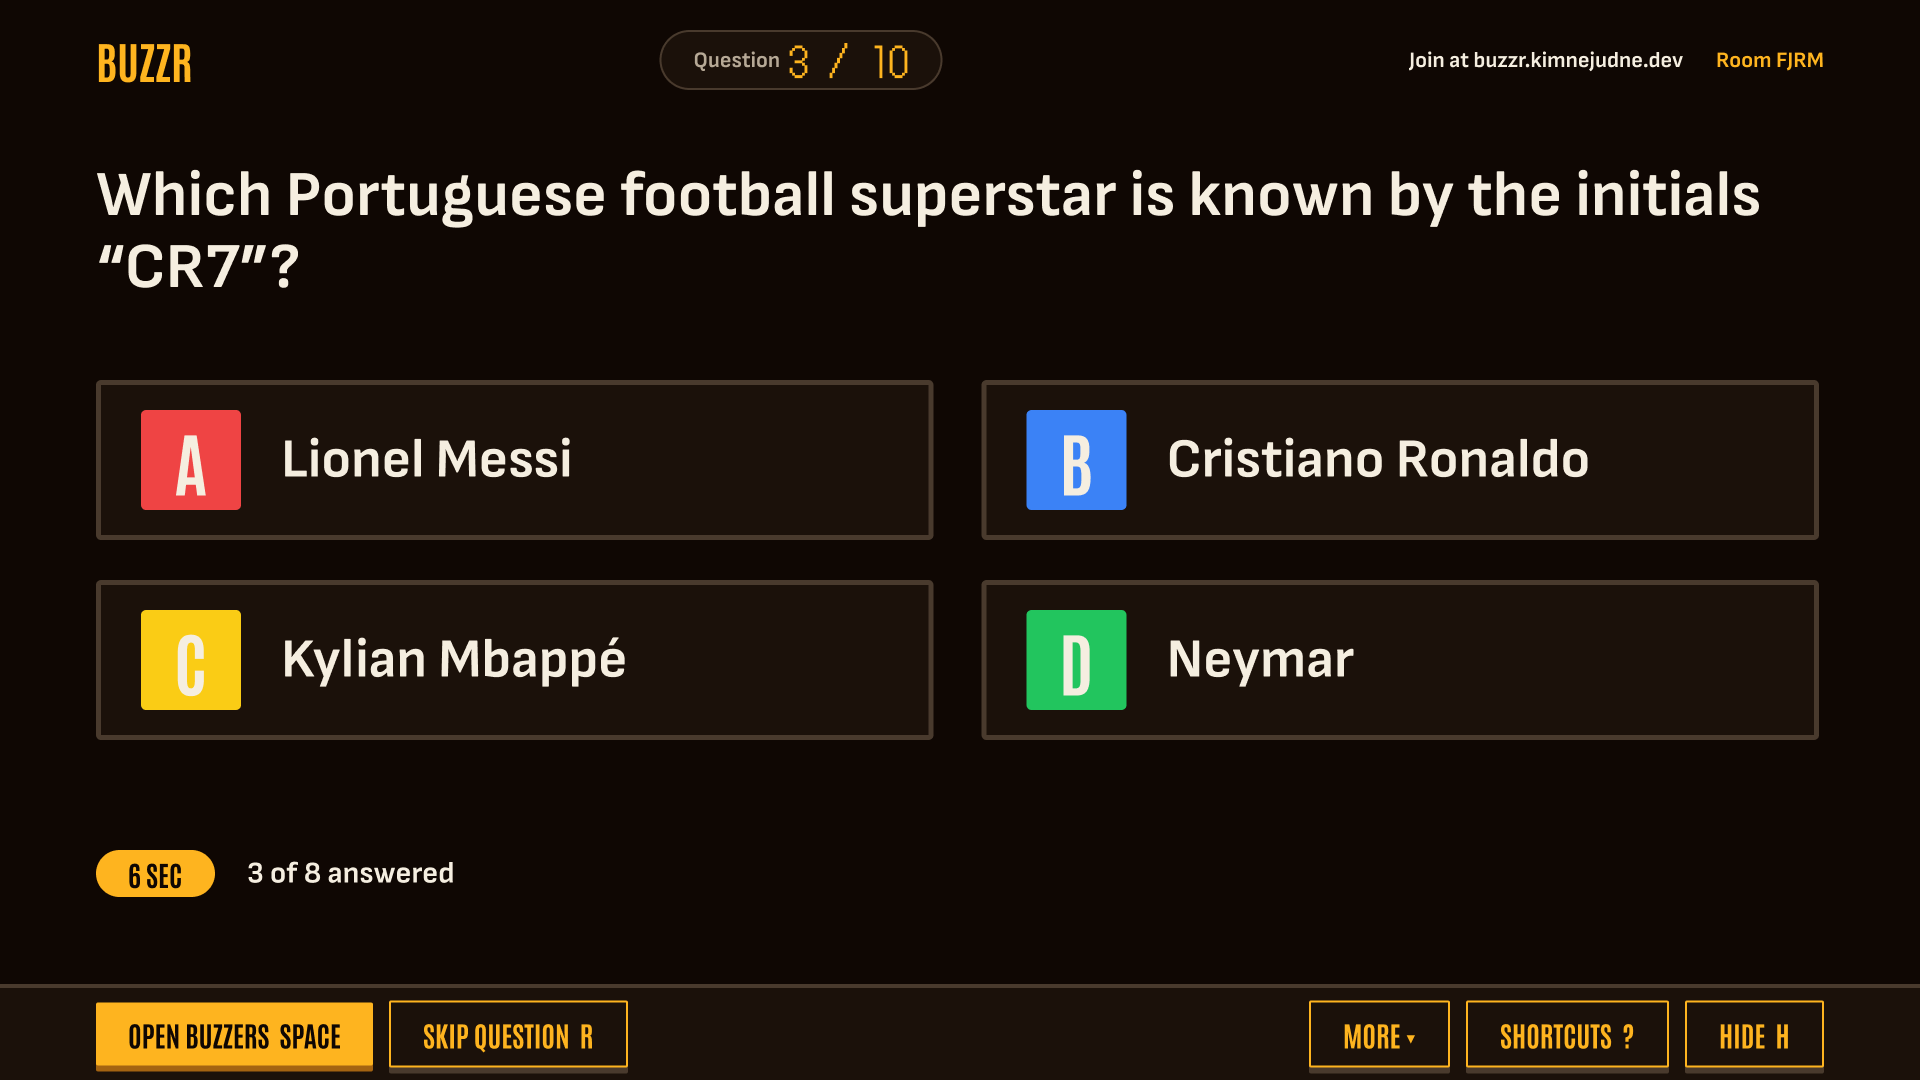 BUZZR
Question 3 / 10
Join at buzzr.kimnejudne.dev Room FJRM
Which Portuguese football superstar is known by the initials
“CR7”?
A Lionel Messi
B Cristiano Ronaldo
C Kylian Mbappé
D Neymar
6 SEC 3 of 8 answered
OPEN BUZZERS SPACE
SKIP QUESTION R
MORE ▾
SHORTCUTS ?
HIDE H